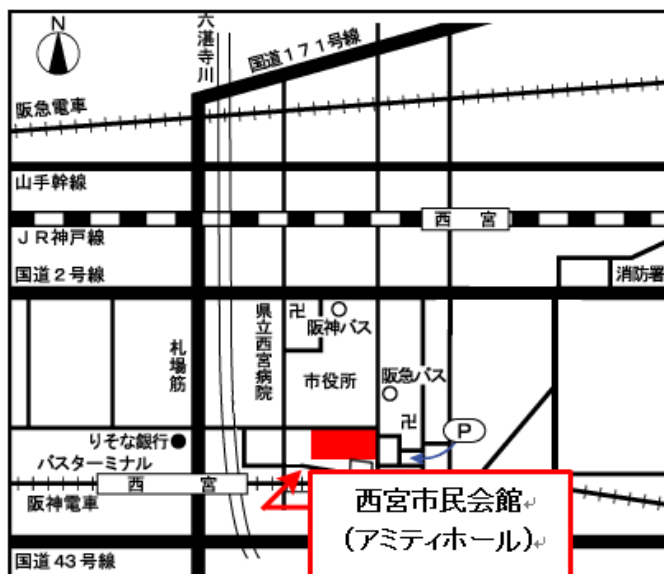 N
六湛寺川
国道171号線
阪急電車
山手幹線
西宮
JR神戸線
国道2号線
消防署
卍
阪神バス
県立西宮病院
札場筋
市役所
阪急バス
卍
P
りそな銀行
バスターミナル
西宮
阪神電車
西宮市民会館
(アミティホール)
国道43号線